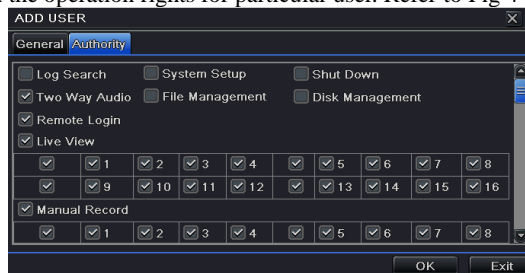 the operation rights for particular user. Refer to Fig 4
ADD USER
General Authority
Log Search System Setup Shut Down
Two Way Audio File Management Disk Management
Remote Login
Live View
1 2 3 4 5 6 7 8
9 10 11 12 13 14 15 16
Manual Record
1 2 3 4 5 6 7 8
OK Exit